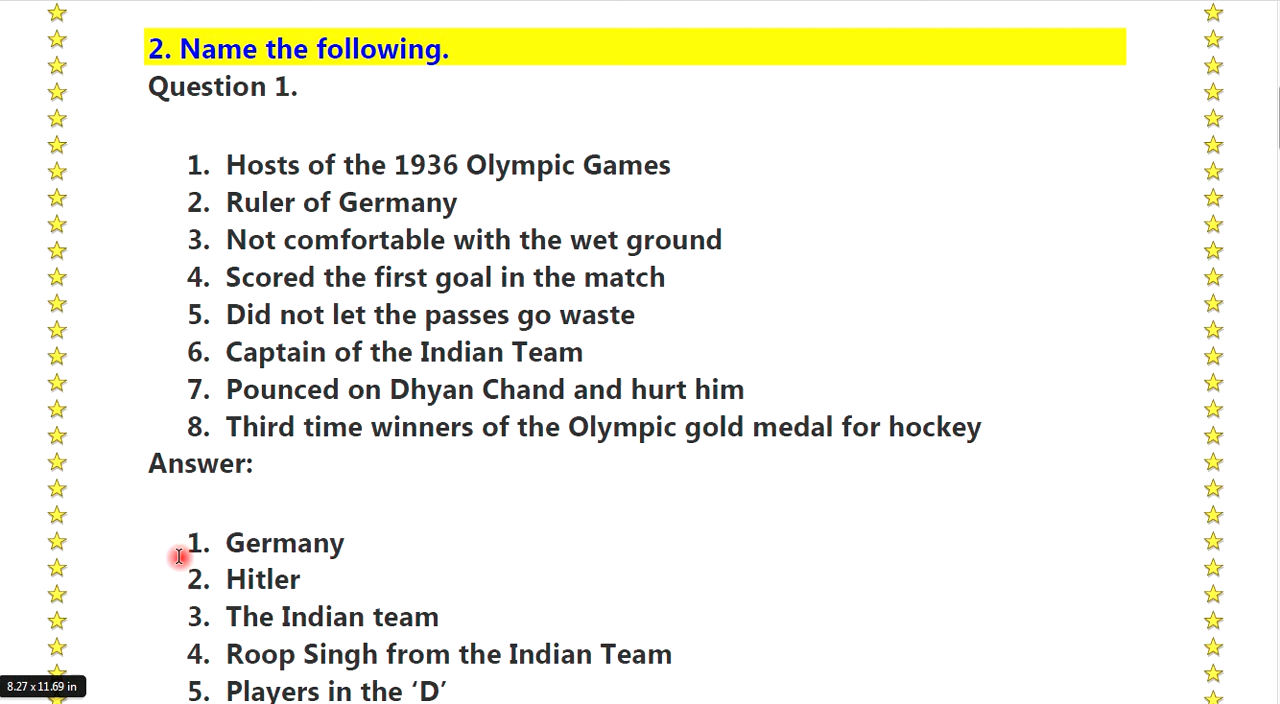 2. Name the following.
Question 1.
1. Hosts of the 1936 Olympic Games
2. Ruler of Germany
3. Not comfortable with the wet ground
4. Scored the first goal in the match
5. Did not let the passes go waste
6. Captain of the Indian Team
7. Pounced on Dhyan Chand and hurt him
8. Third time winners of the Olympic gold medal for hockey
Answer:
1. Germany
2. Hitler
3. The Indian team
4. Roop Singh from the Indian Team
5. Players in the ‘D’
8.27 x 11.69 in